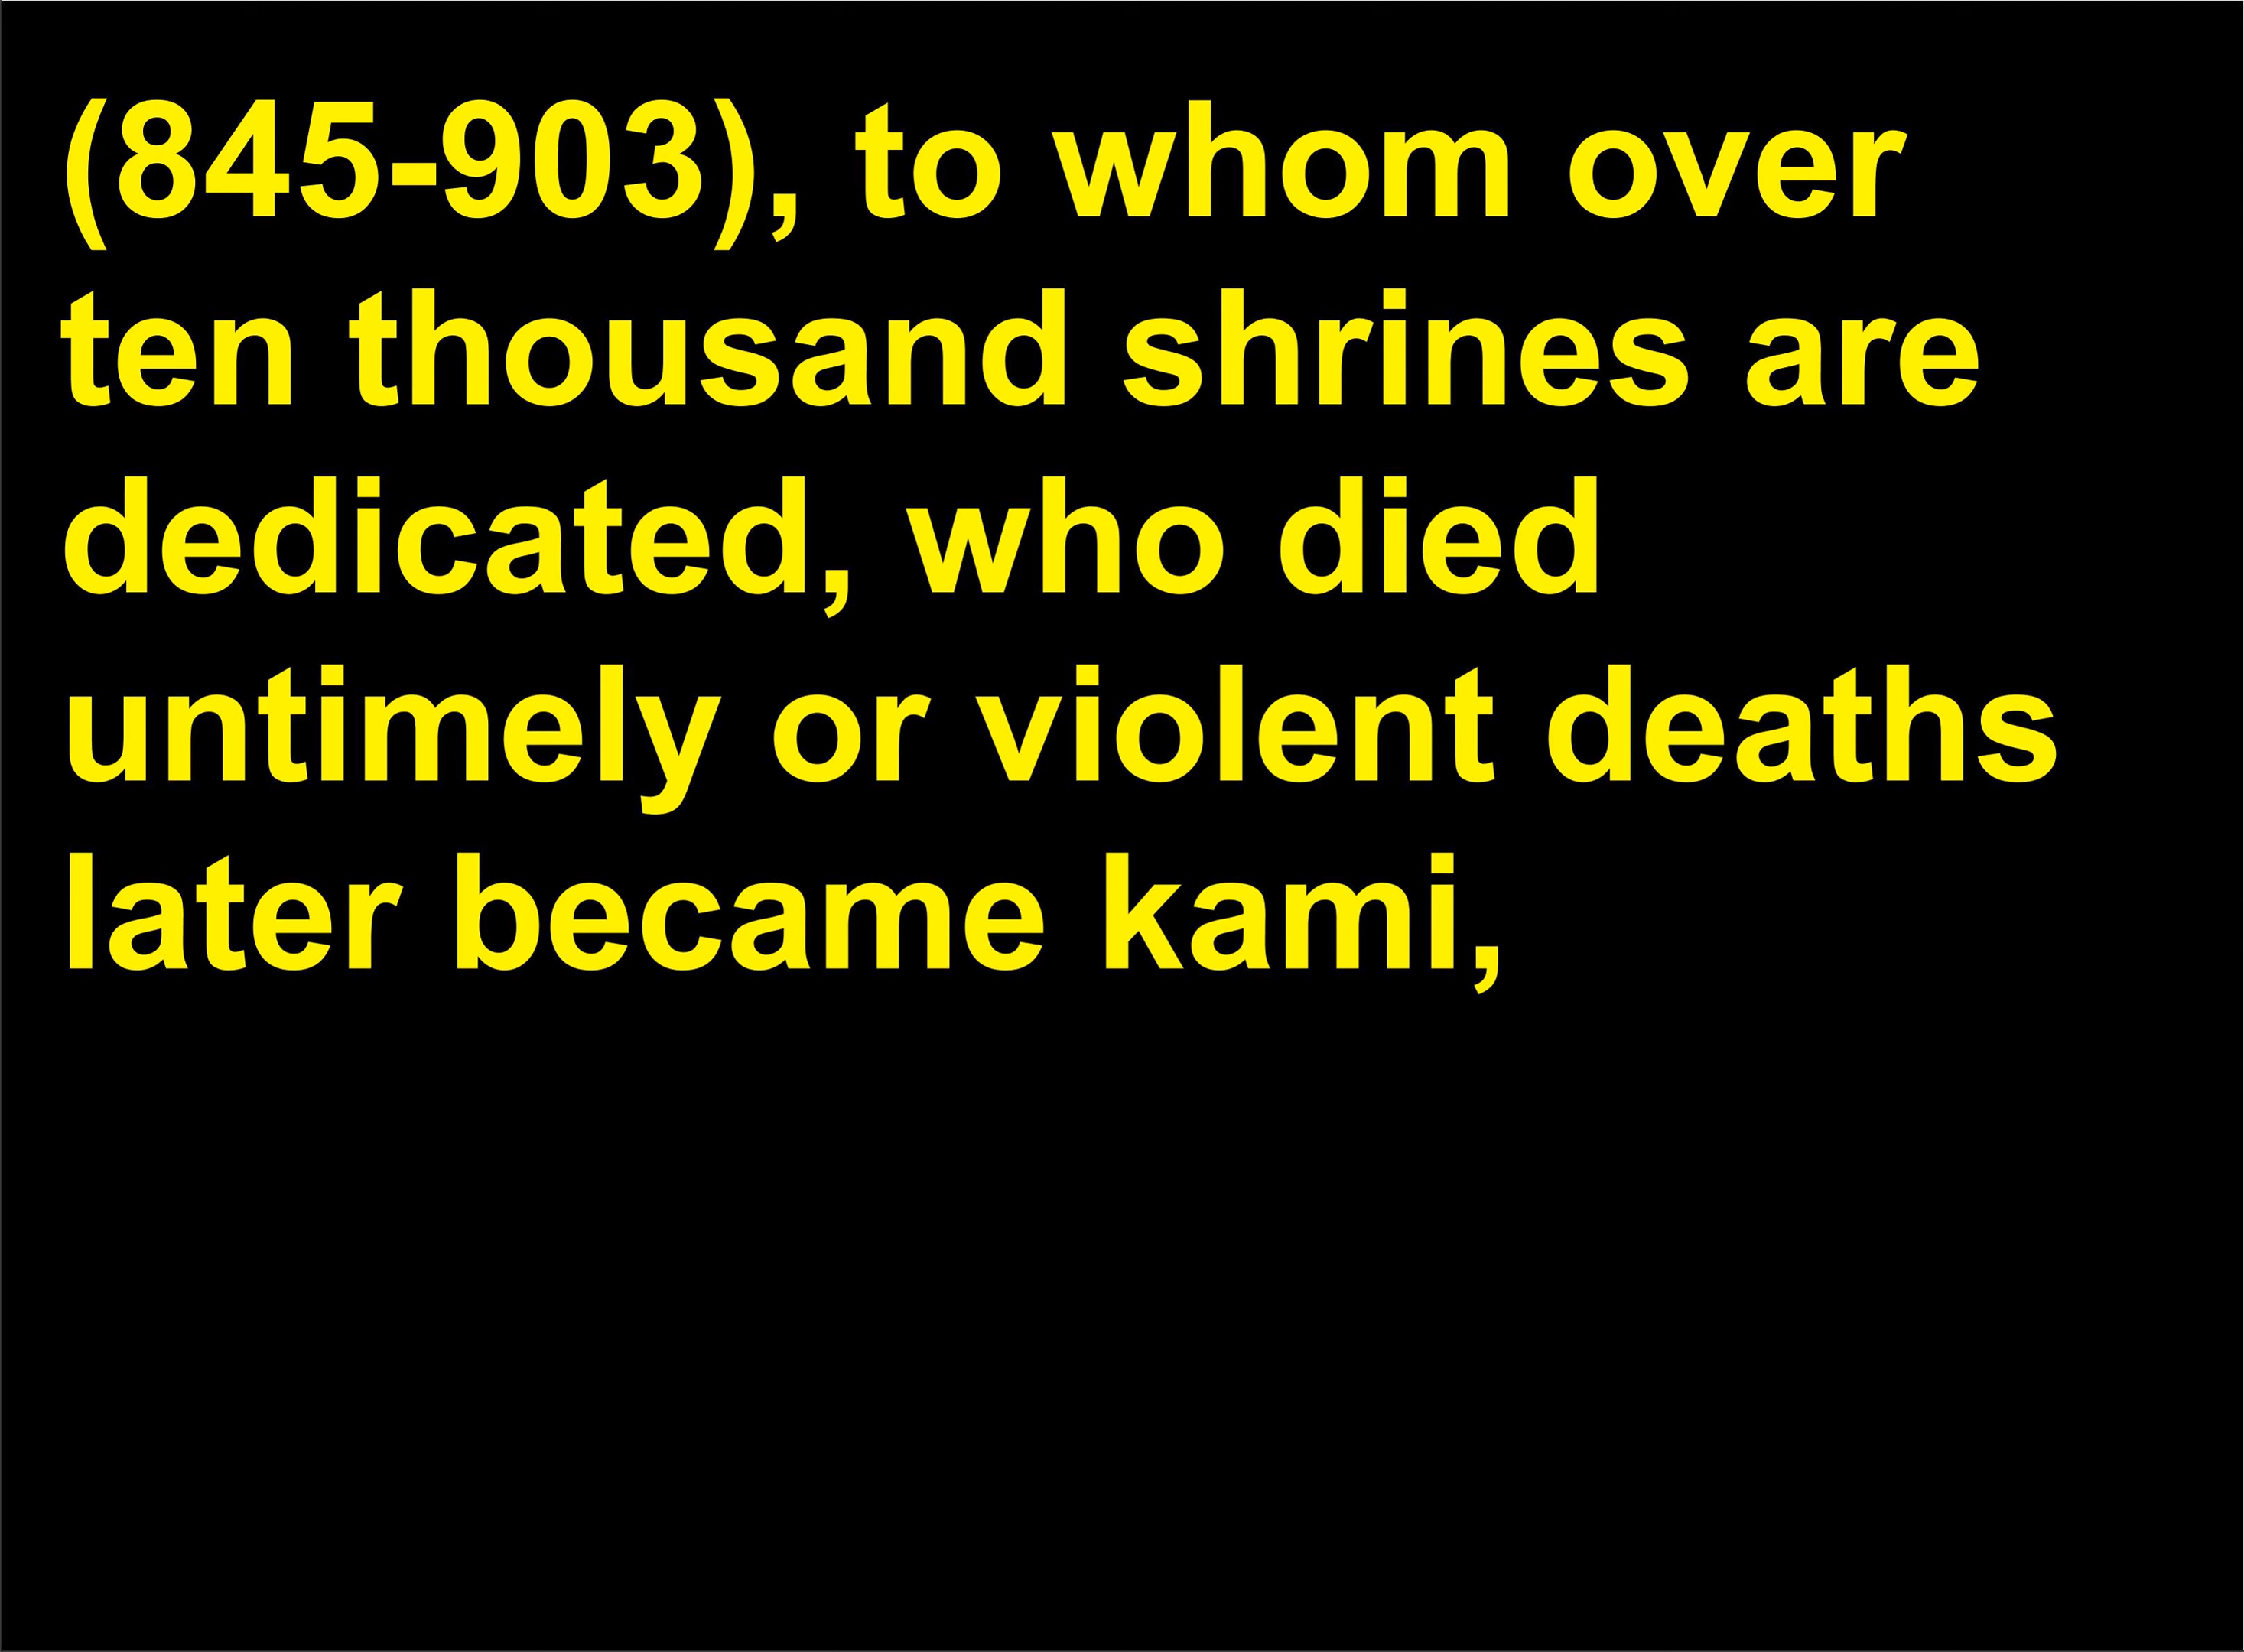 (845-903), to whom over
ten thousand shrines are
dedicated, who died
untimely or violent deaths
later became kami,